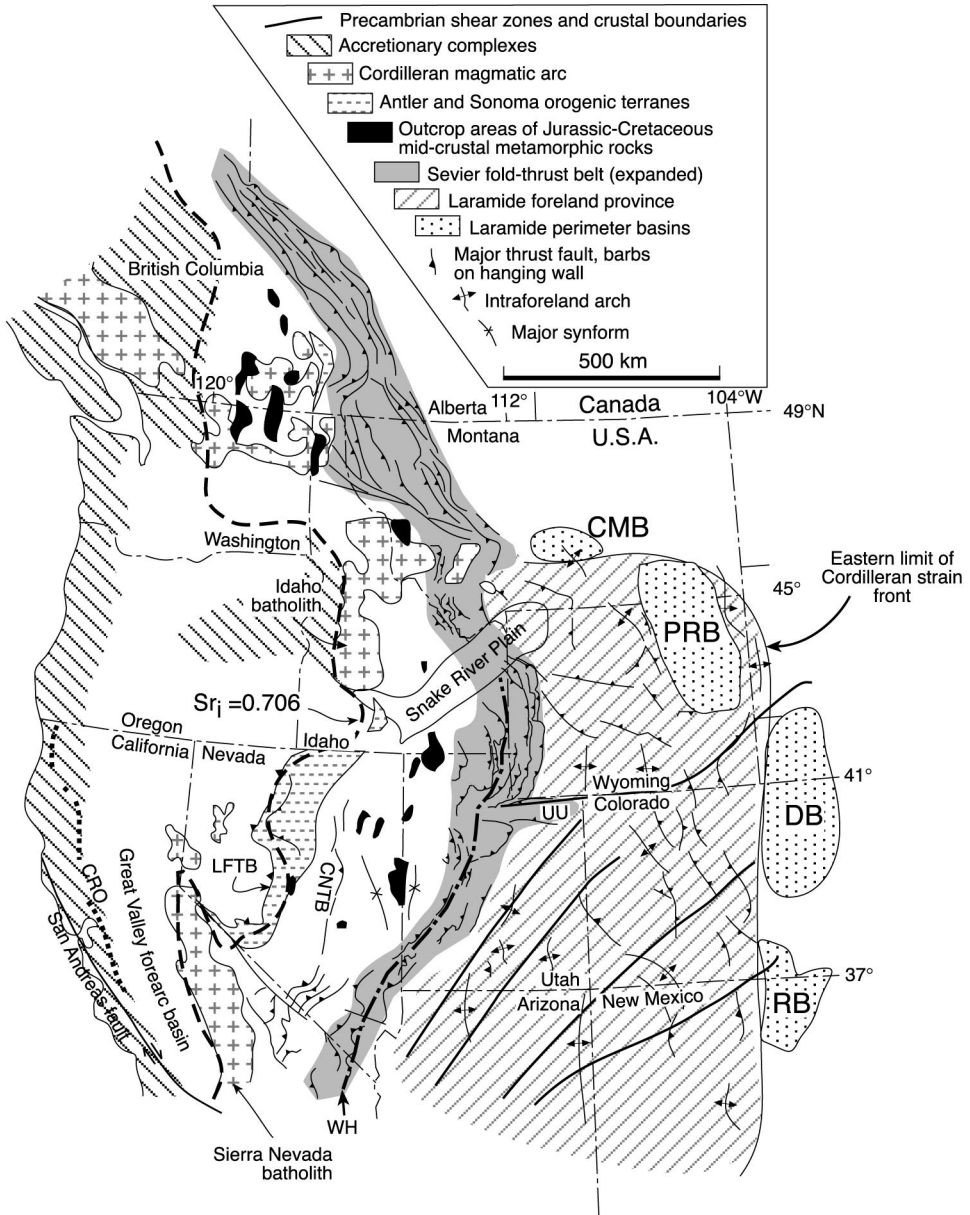 Precambrian shear zones and crustal boundaries
Accretionary complexes
Cordilleran magmatic arc
Antler and Sonoma orogenic terranes
Outcrop areas of Jurassic-Cretaceous
mid-crustal metamorphic rocks
Sevier fold-thrust belt (expanded)
Laramide foreland province
Laramide perimeter basins
Major thrust fault, barbs
on hanging wall
Intraforeland arch
Major synform
500 km
British Columbia
120°
Alberta
112°
Canada
104°W
49°N
Montana
U.S.A.
CMB
Washington
Eastern limit of
Cordilleran strain
front
45°
Idaho
batholith
PRB
Snake River Plain
Sri =0.706
Oregon
California
Nevada
Idaho
Wyoming
Colorado
41°
UU
DB
LFTB
CNTB
CRO
Great Valley forearc basin
San Andreas fault
Utah
Arizona
New Mexico
37°
RB
WH
Sierra Nevada
batholith